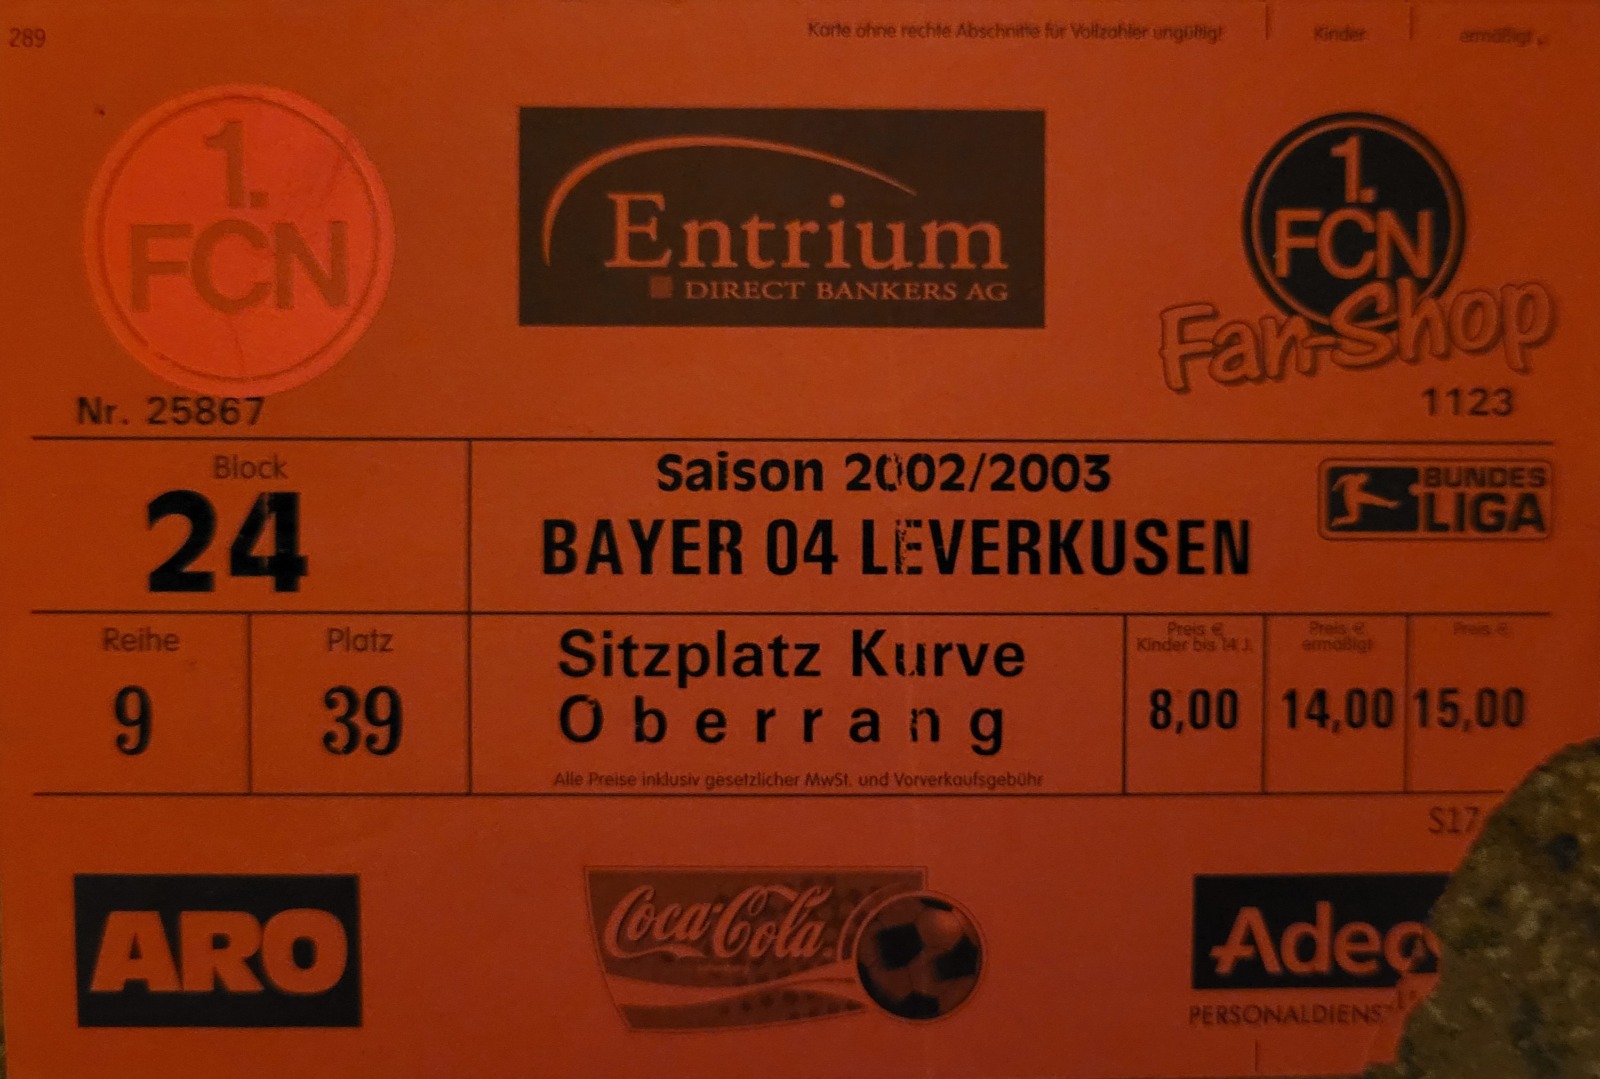 289
Karte ohne rechte Abschnitte für Vollzahler ungültig!
Kinder
ermäßigt
1.
FCN
Entrium
DIRECT BANKERS AG
1.
FCN
Fan-Shop
Nr. 25867
1123
Block
24
Saison 2002/2003
BAYER 04 LEVERKUSEN
BUNDES
LIGA
Reihe
9
Platz
39
Sitzplatz Kurve
Oberrang
Alle Preise inklusiv gesetzlicher MwSt. und Vorverkaufsgebühr
Preis €
Kinder bis 14 J.
8,00
Preis €
ermäßigt
14,00
Preis €
15,00
S17
ARO
Coca-Cola
Adec
PERSONALDIENS